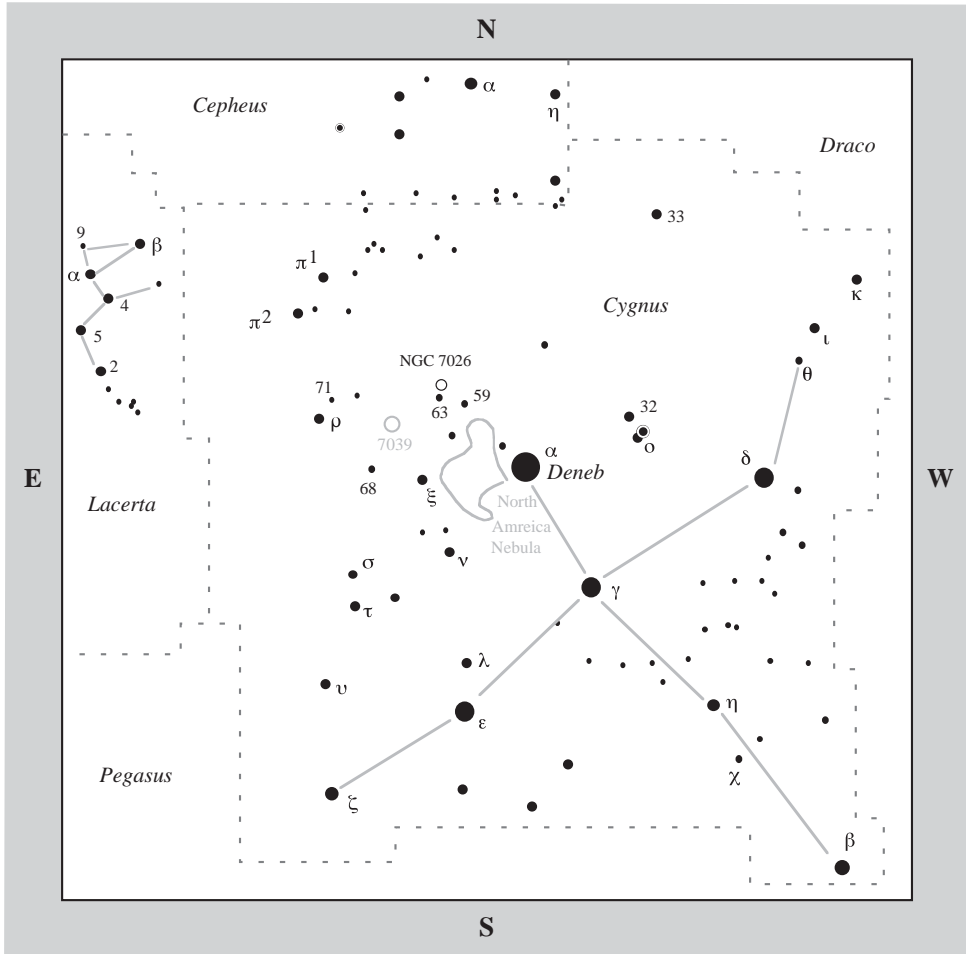 N
Cepheus
α
η
Draco
33
9
β
α
4
5
2
π1
π2
Cygnus
κ
ι
θ
NGC 7026
71
63
59
ρ
7039
32
ο
68
ξ
α
Deneb
δ
E
W
Lacerta
North
Amreica
Nebula
ν
σ
τ
γ
λ
υ
ε
η
Pegasus
χ
ζ
β
S